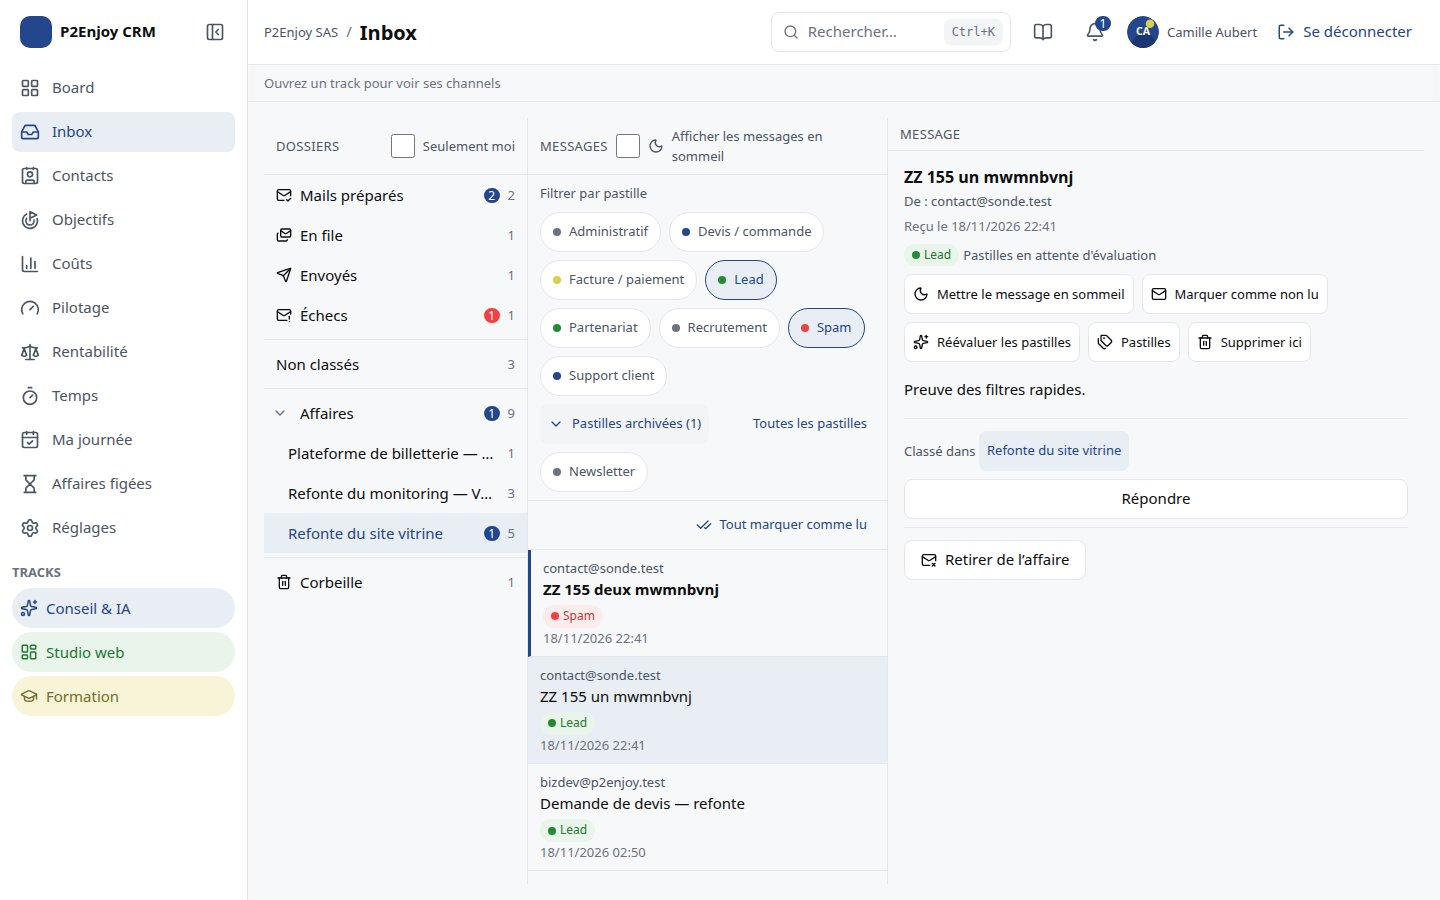 P2Enjoy CRM
Board
Inbox
Contacts
Objectifs
Coûts
Pilotage
Rentabilité
Temps
Ma journée
Affaires figées
Réglages
TRACKS
Conseil & IA
Studio web
Formation
P2Enjoy SAS / Inbox
Rechercher... Ctrl+K
1
CA
Camille Aubert
Se déconnecter
Ouvrez un track pour voir ses channels
DOSSIERS
Seulement moi
Mails préparés 2 2
En file 1
Envoyés 1
Échecs 1 1
Non classés 3
Affaires 1 9
Plateforme de billetterie — ... 1
Refonte du monitoring — V... 3
Refonte du site vitrine 1 5
Corbeille 1
MESSAGES
Afficher les messages en
sommeil
Filtrer par pastille
Administratif
Devis / commande
Facture / paiement
Lead
Partenariat
Recrutement
Spam
Support client
Pastilles archivées (1)
Toutes les pastilles
Newsletter
Tout marquer comme lu
contact@sonde.test
ZZ 155 deux mwmnbvnj
Spam
18/11/2026 22:41
contact@sonde.test
ZZ 155 un mwmnbvnj
Lead
18/11/2026 22:41
bizdev@p2enjoy.test
Demande de devis — refonte
Lead
18/11/2026 02:50
MESSAGE
ZZ 155 un mwmnbvnj
De : contact@sonde.test
Reçu le 18/11/2026 22:41
Lead Pastilles en attente d'évaluation
Mettre le message en sommeil
Marquer comme non lu
Réévaluer les pastilles
Pastilles
Supprimer ici
Preuve des filtres rapides.
Classé dans Refonte du site vitrine
Répondre
Retirer de l'affaire